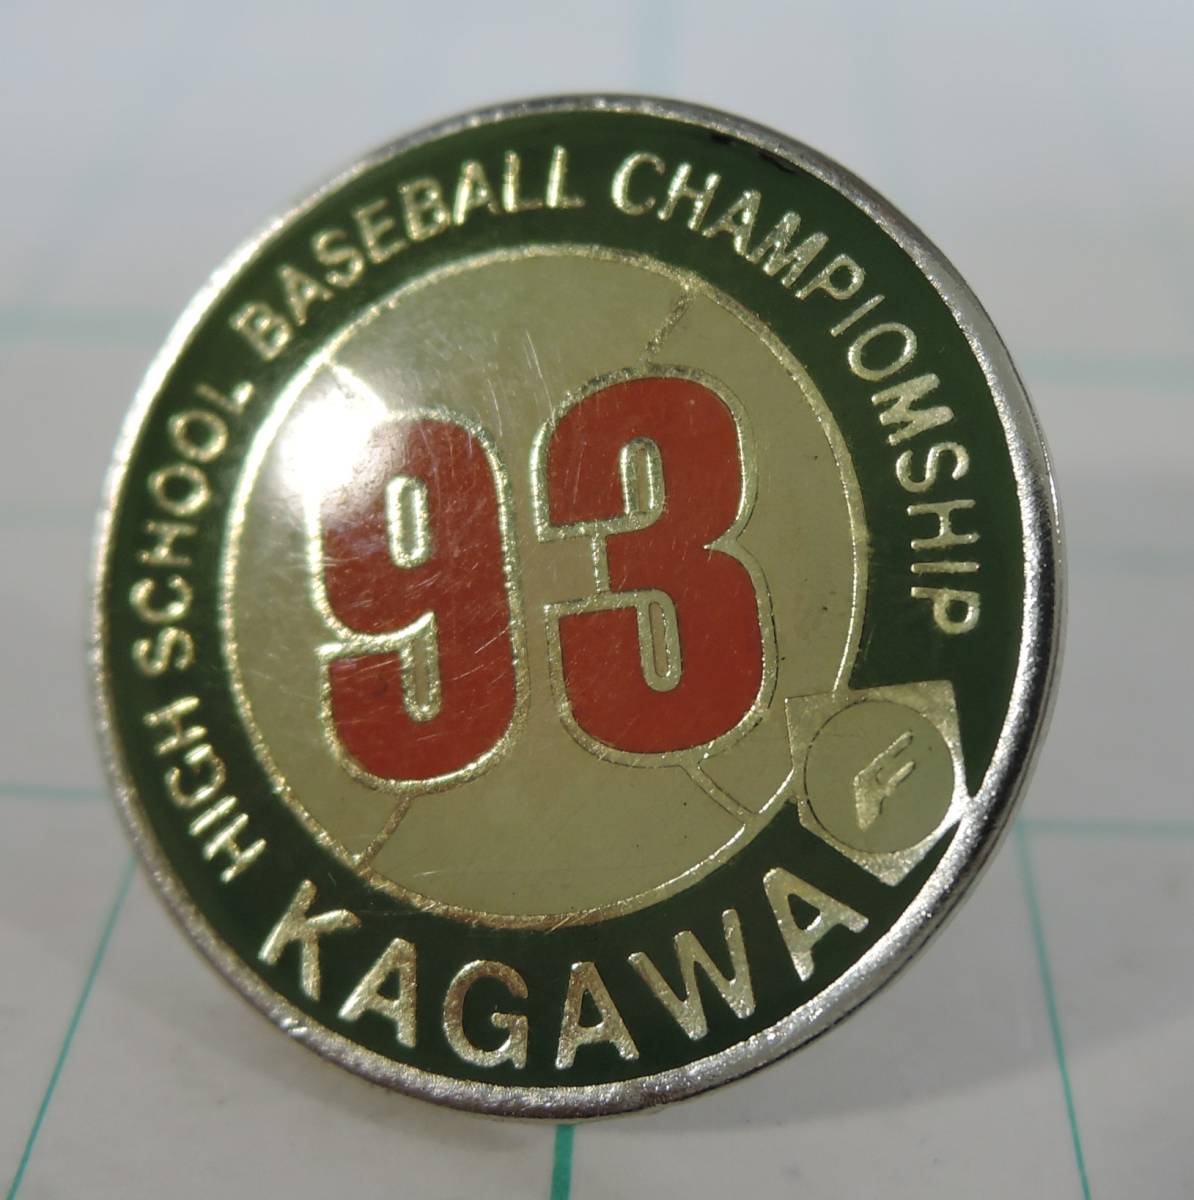 HIGH SCHOOL BASEBALL CHAMPIOMSHIP
93
KAGAWA